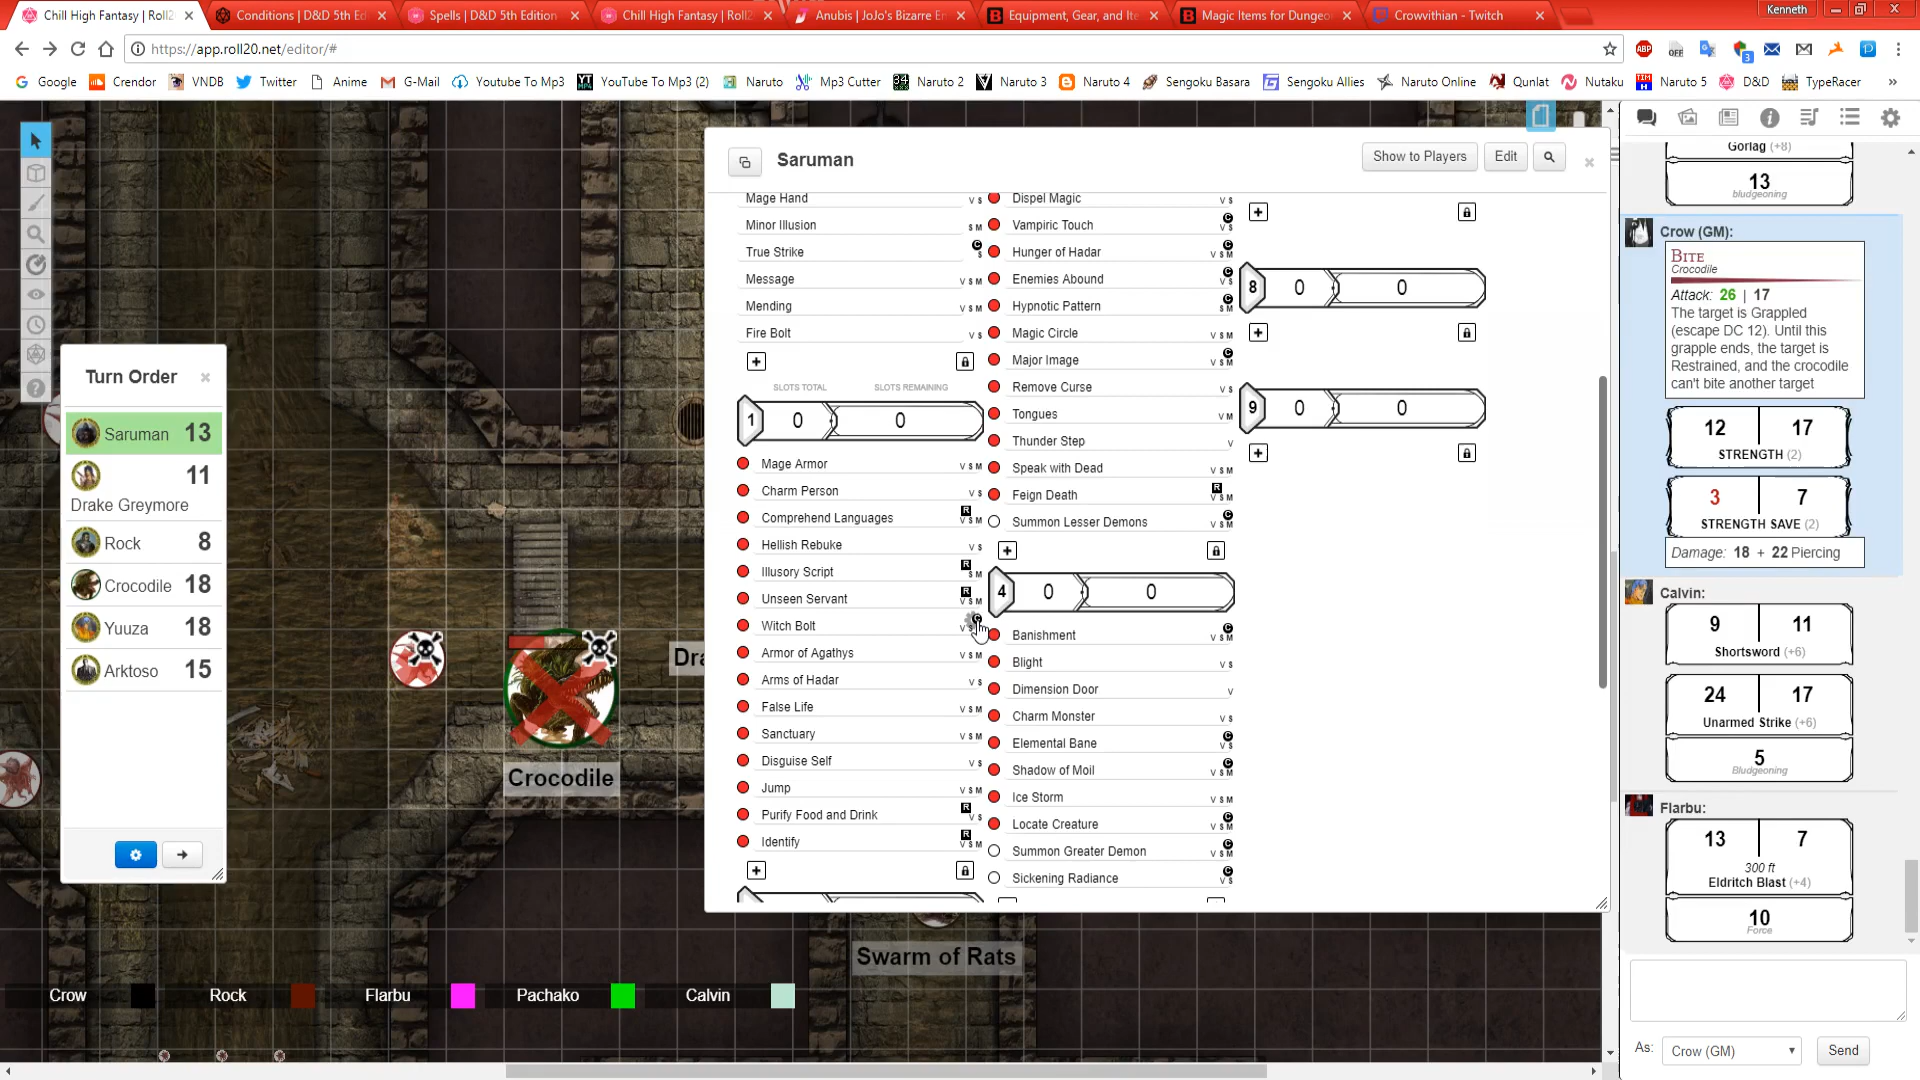 Chill High Fantasy | Roll2
Conditions | D&D 5th Ed
Spells | D&D 5th Edition
Chill High Fantasy | Roll2
Anubis | JoJo's Bizarre En
Equipment, Gear, and Ite
Magic Items for Dungeo
Crowvithian - Twitch
Kenneth
https://app.roll20.net/editor/#
Google
Crendor
VNDB
Twitter
Anime
G-Mail
Youtube To Mp3
YouTube To Mp3 (2)
Naruto
Mp3 Cutter
Naruto 2
Naruto 3
Naruto 4
Sengoku Basara
Sengoku Allies
Naruto Online
Qunlat
Nutaku
Naruto 5
D&D
TypeRacer
»
Turn Order
Saruman 13
11
Drake Greymore
Rock 8
Crocodile 18
Yuuza 18
Arktoso 15
Crocodile
Dra
Swarm of Rats
Crow
Rock
Flarbu
Pachako
Calvin
Saruman
Show to Players
Edit
Mage Hand V S
Minor Illusion S M
True Strike C S
Message V S M
Mending V S M
Fire Bolt V S
SLOTS TOTAL SLOTS REMAINING
1 0 0
Mage Armor V S M
Charm Person V S
Comprehend Languages R V S M
Hellish Rebuke V S
Illusory Script R S M
Unseen Servant R V S M
Witch Bolt
Armor of Agathys V S M
Arms of Hadar V S
False Life V S M
Sanctuary V S M
Disguise Self V S
Jump V S M
Purify Food and Drink R V S
Identify R V S M
Dispel Magic V S
Vampiric Touch C V S
Hunger of Hadar C V S M
Enemies Abound C V S
Hypnotic Pattern C S M
Magic Circle V S M
Major Image C V S M
Remove Curse V S
Tongues V M
Thunder Step V
Speak with Dead V S M
Feign Death R V S M
Summon Lesser Demons C V S M
4 0 0
Banishment C V S M
Blight V S
Dimension Door V
Charm Monster V S
Elemental Bane C V S
Shadow of Moil C V S M
Ice Storm V S M
Locate Creature C V S M
Summon Greater Demon C V S M
Sickening Radiance C V S
8 0 0
9 0 0
Gorlag (+8)
13
bludgeoning
Crow (GM):
BITE
Crocodile
Attack: 26 | 17
The target is Grappled
(escape DC 12). Until this
grapple ends, the target is
Restrained, and the crocodile
can't bite another target
12 17
STRENGTH (2)
3 7
STRENGTH SAVE (2)
Damage: 18 + 22 Piercing
Calvin:
9 11
Shortsword (+6)
24 17
Unarmed Strike (+6)
5
Bludgeoning
Flarbu:
13 7
300 ft
Eldritch Blast (+4)
10
Force
As:
Crow (GM)
Send